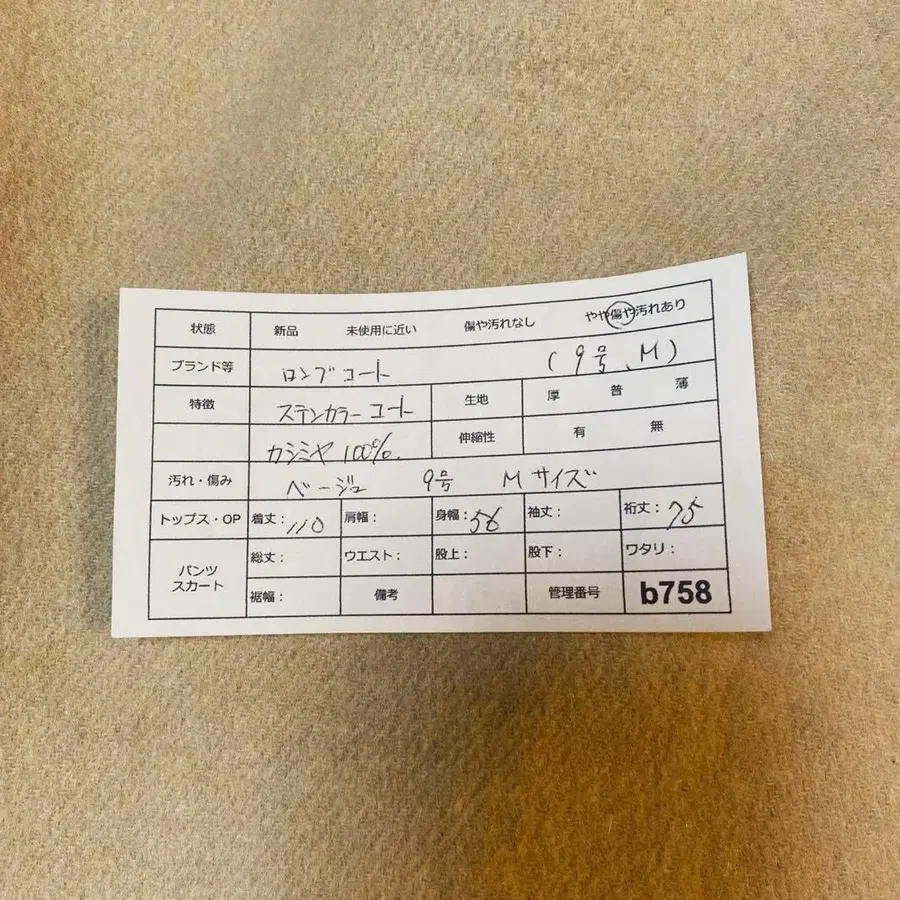 状態 新品 未使用に近い 傷や汚れなし やや傷や汚れあり
ブランド等 ロングコート (9号、M)
特徴 ステンカラーコート 生地 厚 普 薄
カシミヤ 100%. 伸縮性 有 無
汚れ・傷み ベージュ 9号 Mサイズ
トップス・OP 着丈: 110 肩幅: 身幅: 56 袖丈: 裄丈: 75
パンツ スカート 総丈: ウエスト: 股上: 股下: ワタリ:
裾幅: 備考 管理番号 b758